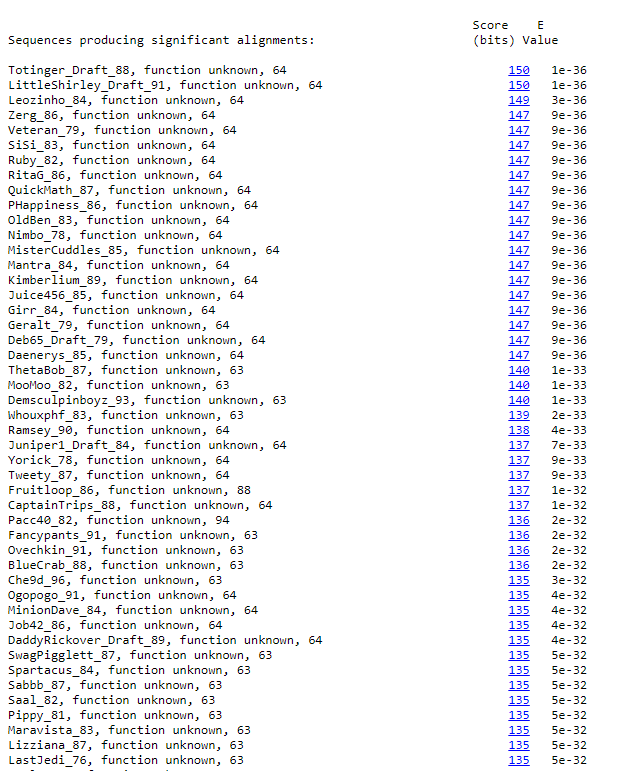 Score E
Sequences producing significant alignments: (bits) Value
Totinger_Draft_88, function unknown, 64 150 1e-36
LittleShirley_Draft_91, function unknown, 64 150 1e-36
Leozinho_84, function unknown, 64 149 3e-36
Zerg_86, function unknown, 64 147 9e-36
Veteran_79, function unknown, 64 147 9e-36
SiSi_83, function unknown, 64 147 9e-36
Ruby_82, function unknown, 64 147 9e-36
RitaG_86, function unknown, 64 147 9e-36
QuickMath_87, function unknown, 64 147 9e-36
PHappiness_86, function unknown, 64 147 9e-36
OldBen_83, function unknown, 64 147 9e-36
Nimbo_78, function unknown, 64 147 9e-36
MisterCuddles_85, function unknown, 64 147 9e-36
Mantra_84, function unknown, 64 147 9e-36
Kimberlium_89, function unknown, 64 147 9e-36
Juice456_85, function unknown, 64 147 9e-36
Girr_84, function unknown, 64 147 9e-36
Geralt_79, function unknown, 64 147 9e-36
Deb65_Draft_79, function unknown, 64 147 9e-36
Daenerys_85, function unknown, 64 147 9e-36
ThetaBob_87, function unknown, 63 140 1e-33
MooMoo_82, function unknown, 63 140 1e-33
Demsculpinboyz_93, function unknown, 63 140 1e-33
Whouxphf_83, function unknown, 63 139 2e-33
Ramsey_90, function unknown, 64 138 4e-33
Juniper1_Draft_84, function unknown, 64 137 7e-33
Yorick_78, function unknown, 64 137 9e-33
Tweety_87, function unknown, 64 137 9e-33
Fruitloop_86, function unknown, 88 137 1e-32
CaptainTrips_88, function unknown, 64 137 1e-32
Pacc40_82, function unknown, 94 136 2e-32
Fancypants_91, function unknown, 63 136 2e-32
Ovechkin_91, function unknown, 63 136 2e-32
BlueCrab_88, function unknown, 63 136 2e-32
Che9d_96, function unknown, 63 135 3e-32
Ogopogo_91, function unknown, 64 135 4e-32
MinionDave_84, function unknown, 64 135 4e-32
Job42_86, function unknown, 64 135 4e-32
DaddyRickover_Draft_89, function unknown, 64 135 4e-32
SwagPigglett_87, function unknown, 63 135 5e-32
Spartacus_84, function unknown, 63 135 5e-32
Sabbb_87, function unknown, 63 135 5e-32
Saal_82, function unknown, 63 135 5e-32
Pippy_81, function unknown, 63 135 5e-32
Maravista_83, function unknown, 63 135 5e-32
Lizziana_87, function unknown, 63 135 5e-32
LastJedi_76, function unknown, 63 135 5e-32